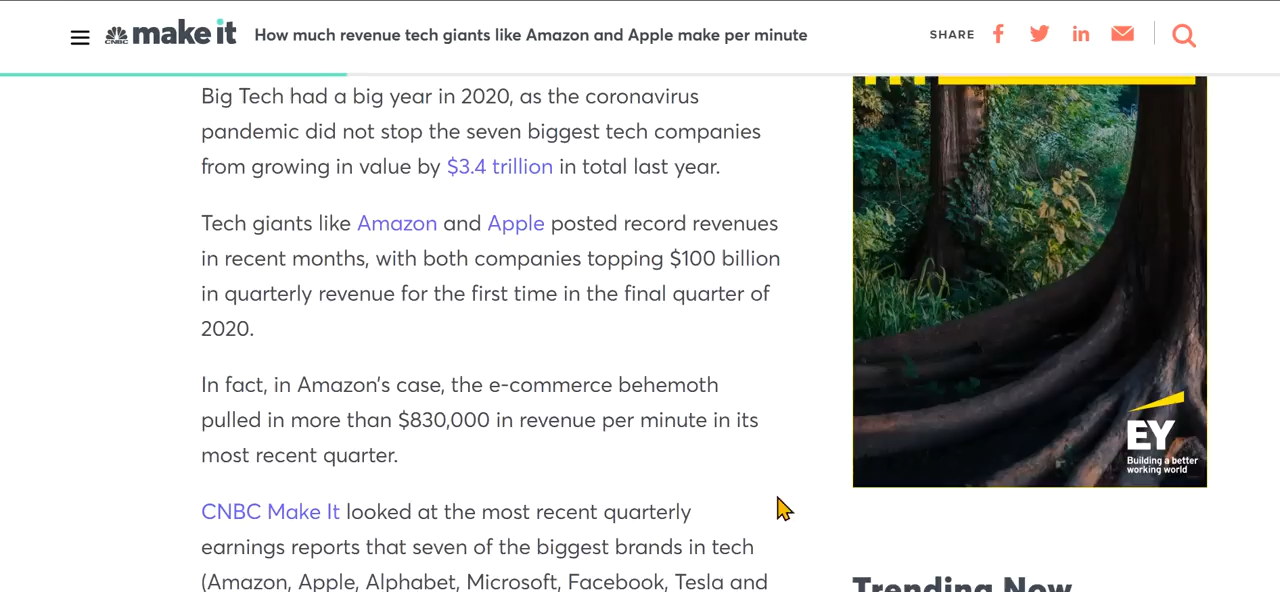 CNBC make it How much revenue tech giants like Amazon and Apple make per minute SHARE
Big Tech had a big year in 2020, as the coronavirus
pandemic did not stop the seven biggest tech companies
from growing in value by $3.4 trillion in total last year.
Tech giants like Amazon and Apple posted record revenues
in recent months, with both companies topping $100 billion
in quarterly revenue for the first time in the final quarter of
2020.
In fact, in Amazon’s case, the e-commerce behemoth
pulled in more than $830,000 in revenue per minute in its
most recent quarter.
CNBC Make It looked at the most recent quarterly
earnings reports that seven of the biggest brands in tech
(Amazon, Apple, Alphabet, Microsoft, Facebook, Tesla and
EY
Building a better
working world
Trending Now